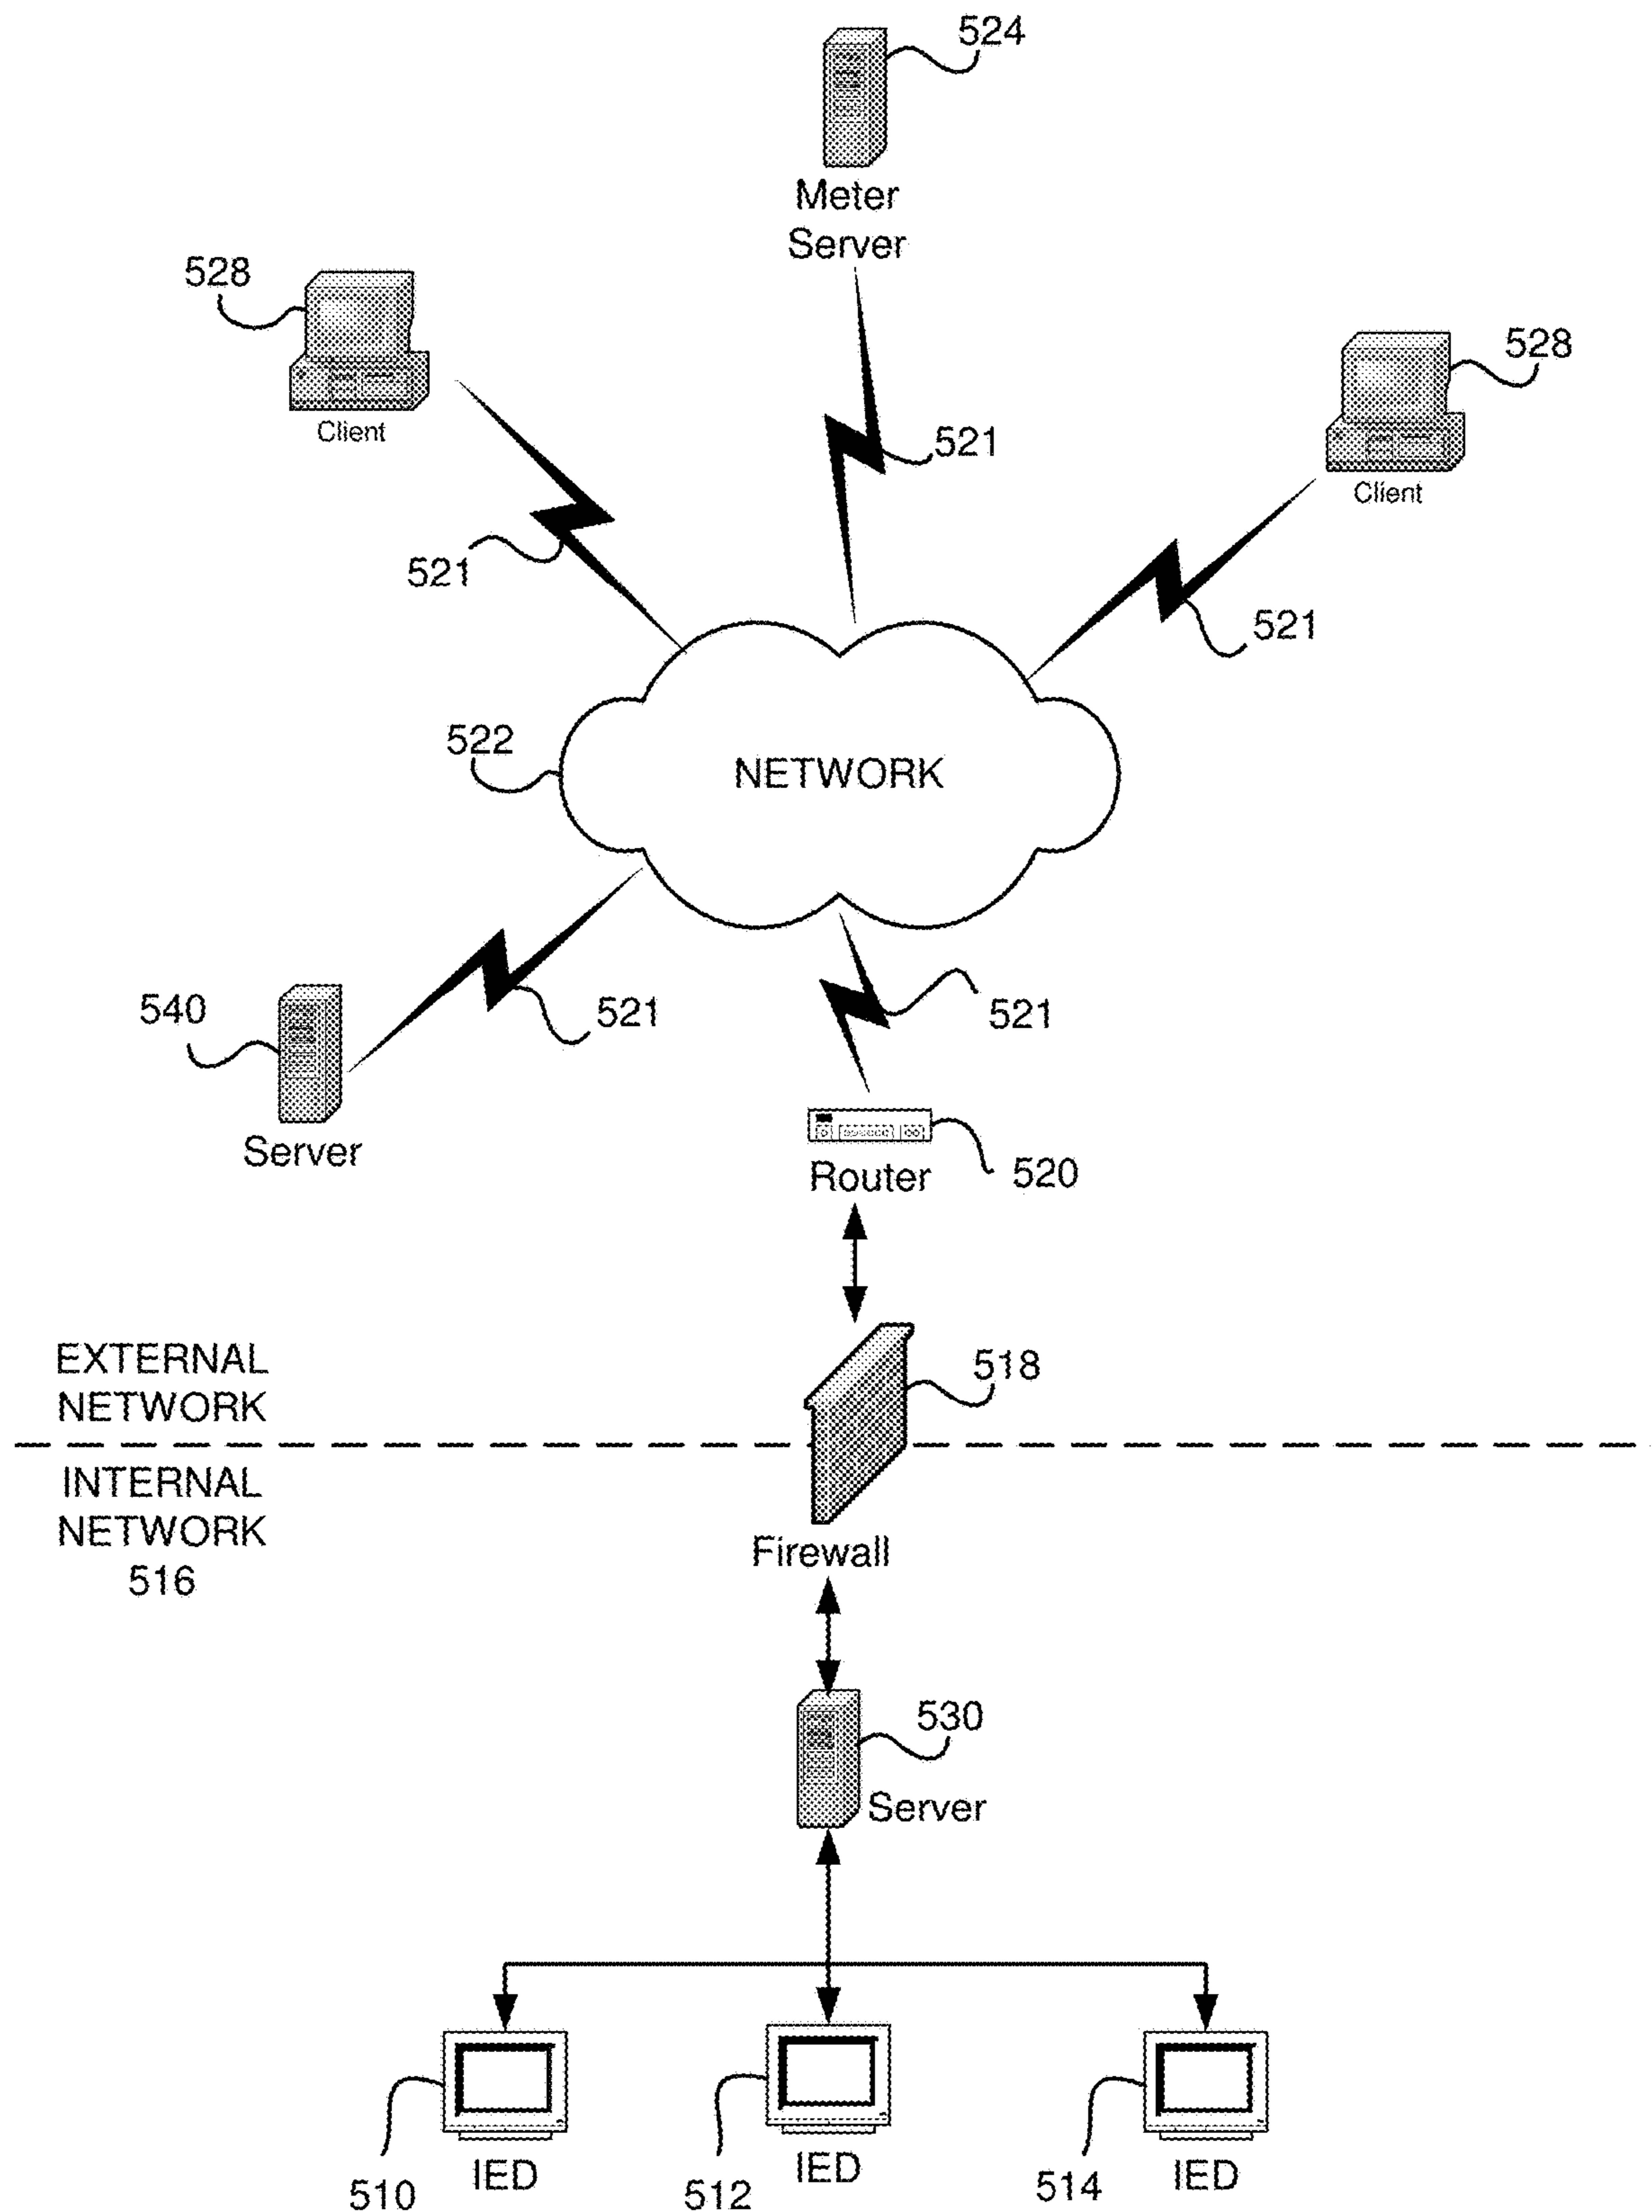 524
Meter
Server
528
Client
528
Client
521
521
521
522
NETWORK
540
Server
521
521
Router
520
EXTERNAL
NETWORK
518
INTERNAL
NETWORK
516
Firewall
530
Server
510
IED
512
IED
514
IED